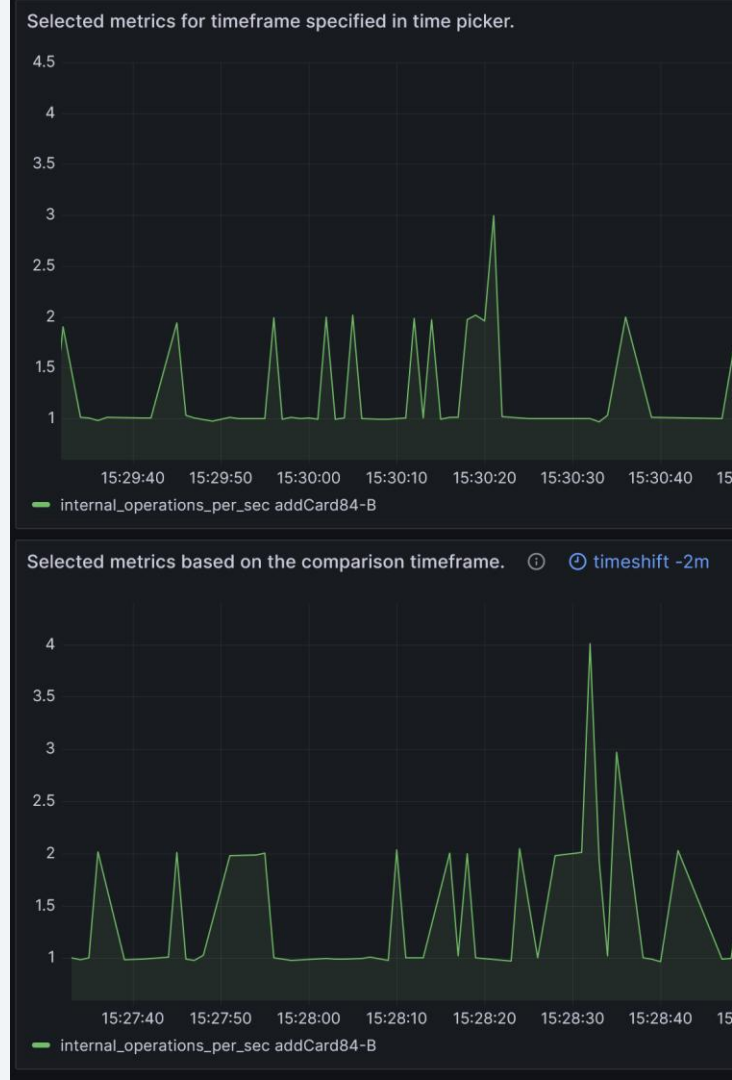 Selected metrics for timeframe specified in time picker.
4.5
4
3.5
3
2.5
2
1.5
1
15:29:40 15:29:50 15:30:00 15:30:10 15:30:20 15:30:30 15:30:40 15
internal_operations_per_sec addCard84-B
Selected metrics based on the comparison timeframe. timeshift -2m
4
3.5
3
2.5
2
1.5
1
15:27:40 15:27:50 15:28:00 15:28:10 15:28:20 15:28:30 15:28:40 15
internal_operations_per_sec addCard84-B